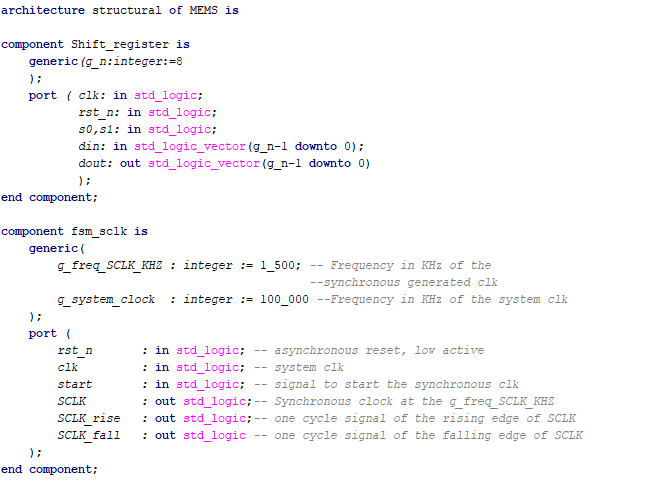 architecture structural of MEMS is
component Shift_register is
generic(g_n:integer:=8
);
port ( clk: in std_logic;
rst_n: in std_logic;
s0,s1: in std_logic;
din: in std_logic_vector(g_n-1 downto 0);
dout: out std_logic_vector(g_n-1 downto 0)
);
end component;
component fsm_sclk is
generic(
g_freq_SCLK_KHZ : integer := 1_500; -- Frequency in KHz of the
--synchronous generated clk
g_system_clock : integer := 100_000 --Frequency in KHz of the system clk
);
port (
rst_n : in std_logic; -- asynchronous reset, low active
clk : in std_logic; -- system clk
start : in std_logic; -- signal to start the synchronous clk
SCLK : out std_logic;-- Synchronous clock at the g_freq_SCLK_KHZ
SCLK_rise : out std_logic;-- one cycle signal of the rising edge of SCLK
SCLK_fall : out std_logic -- one cycle signal of the falling edge of SCLK
);
end component;